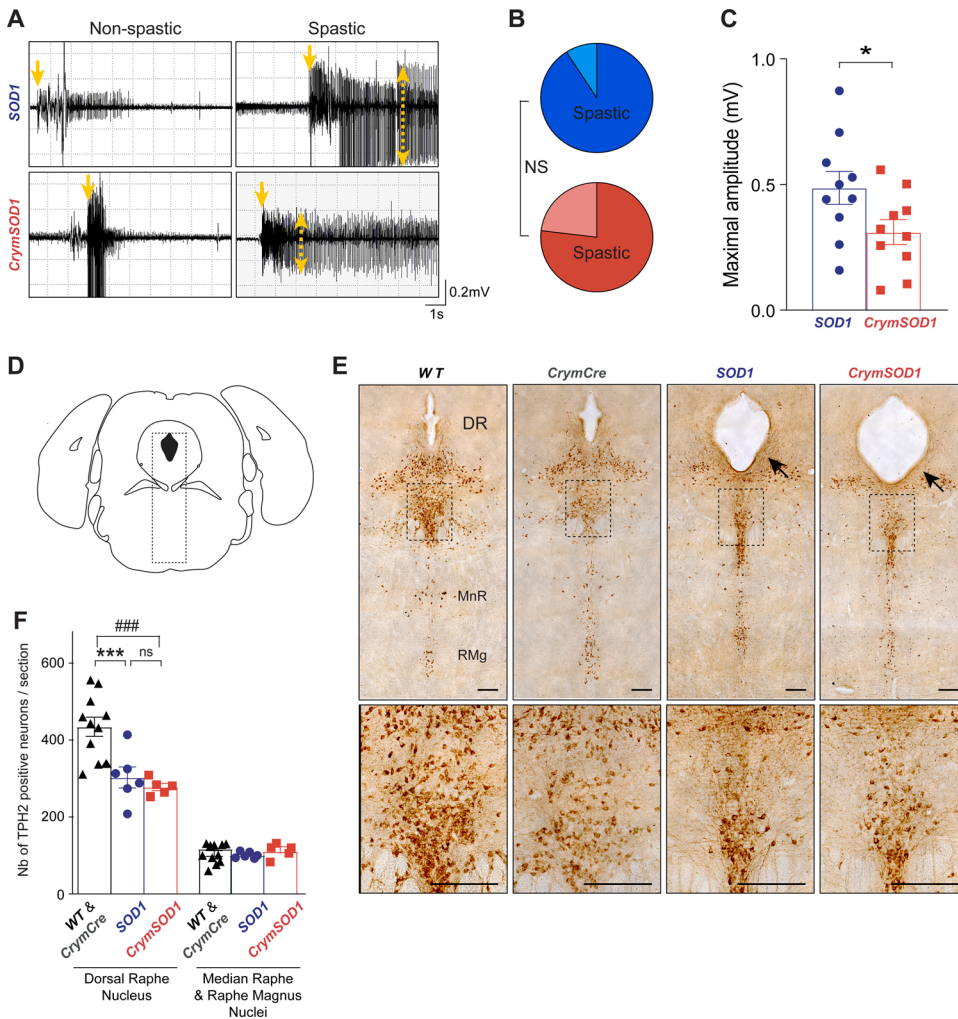 A
Non-spastic
Spastic
SOD1
CrymSOD1
0.2mV
1s
B
Spastic
NS
Spastic
C
*
Maximal amplitude (mV)
1.0
0.5
0.0
SOD1
CrymSOD1
D
E
WT
CrymCre
SOD1
CrymSOD1
DR
MnR
RMg
F
###
***
ns
Nb of TPH2 positive neurons / section
600
400
200
0
WT &
CrymCre
SOD1
CrymSOD1
WT &
CrymCre
SOD1
CrymSOD1
Dorsal Raphe
Nucleus
Median Raphe
& Raphe Magnus
Nuclei